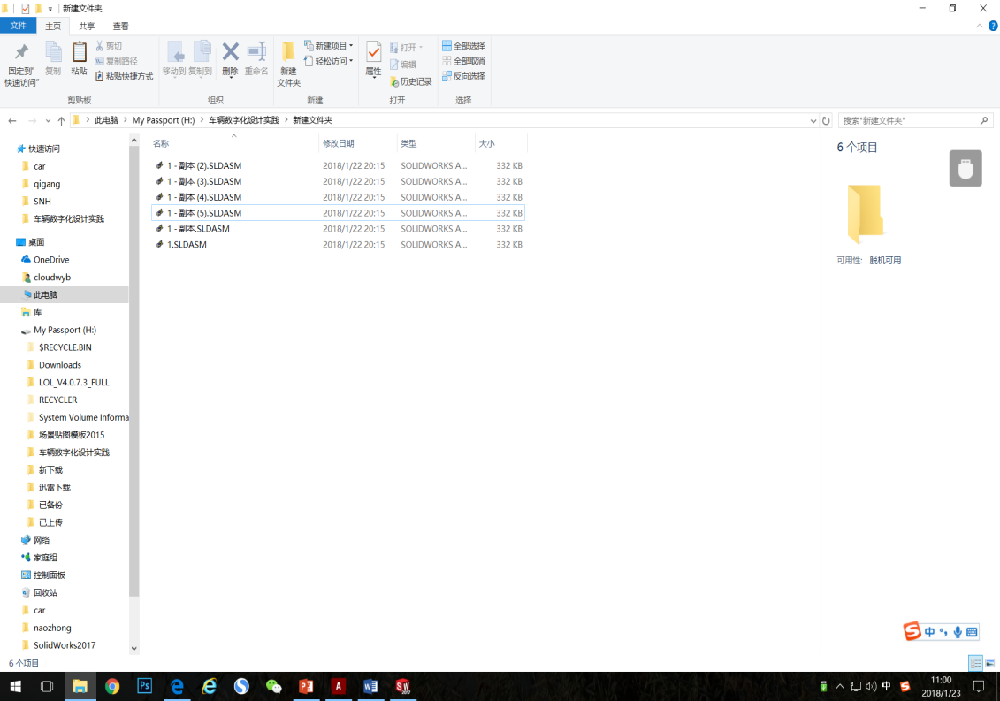 新建文件夹
文件 主页 共享 查看
固定到"快速访问"
复制
粘贴
剪切
复制路径
粘贴快捷方式
剪贴板
移动到
复制到
删除
重命名
组织
新建文件夹
新建项目
轻松访问
新建
属性
打开
编辑
历史记录
打开
全部选择
全部取消
反向选择
选择
此电脑 My Passport (H:) 车辆数字化设计实践 新建文件夹
搜索"新建文件夹"
快速访问
car
qigang
SNH
车辆数字化设计实践
桌面
OneDrive
cloudwyb
此电脑
库
My Passport (H:)
$RECYCLE.BIN
Downloads
LOL_V4.0.7.3_FULL
RECYCLER
System Volume Informa
场景贴图模板2015
车辆数字化设计实践
新下载
迅雷下载
已备份
已上传
网络
家庭组
控制面板
回收站
car
naozhong
SolidWorks2017
名称 修改日期 类型 大小
1 - 副本 (2).SLDASM 2018/1/22 20:15 SOLIDWORKS A... 332 KB
1 - 副本 (3).SLDASM 2018/1/22 20:15 SOLIDWORKS A... 332 KB
1 - 副本 (4).SLDASM 2018/1/22 20:15 SOLIDWORKS A... 332 KB
1 - 副本 (5).SLDASM 2018/1/22 20:15 SOLIDWORKS A... 332 KB
1 - 副本.SLDASM 2018/1/22 20:15 SOLIDWORKS A... 332 KB
1.SLDASM 2018/1/22 20:15 SOLIDWORKS A... 332 KB
6 个项目
可用性: 脱机可用
中
6 个项目
Ps
中
11:00
2018/1/23